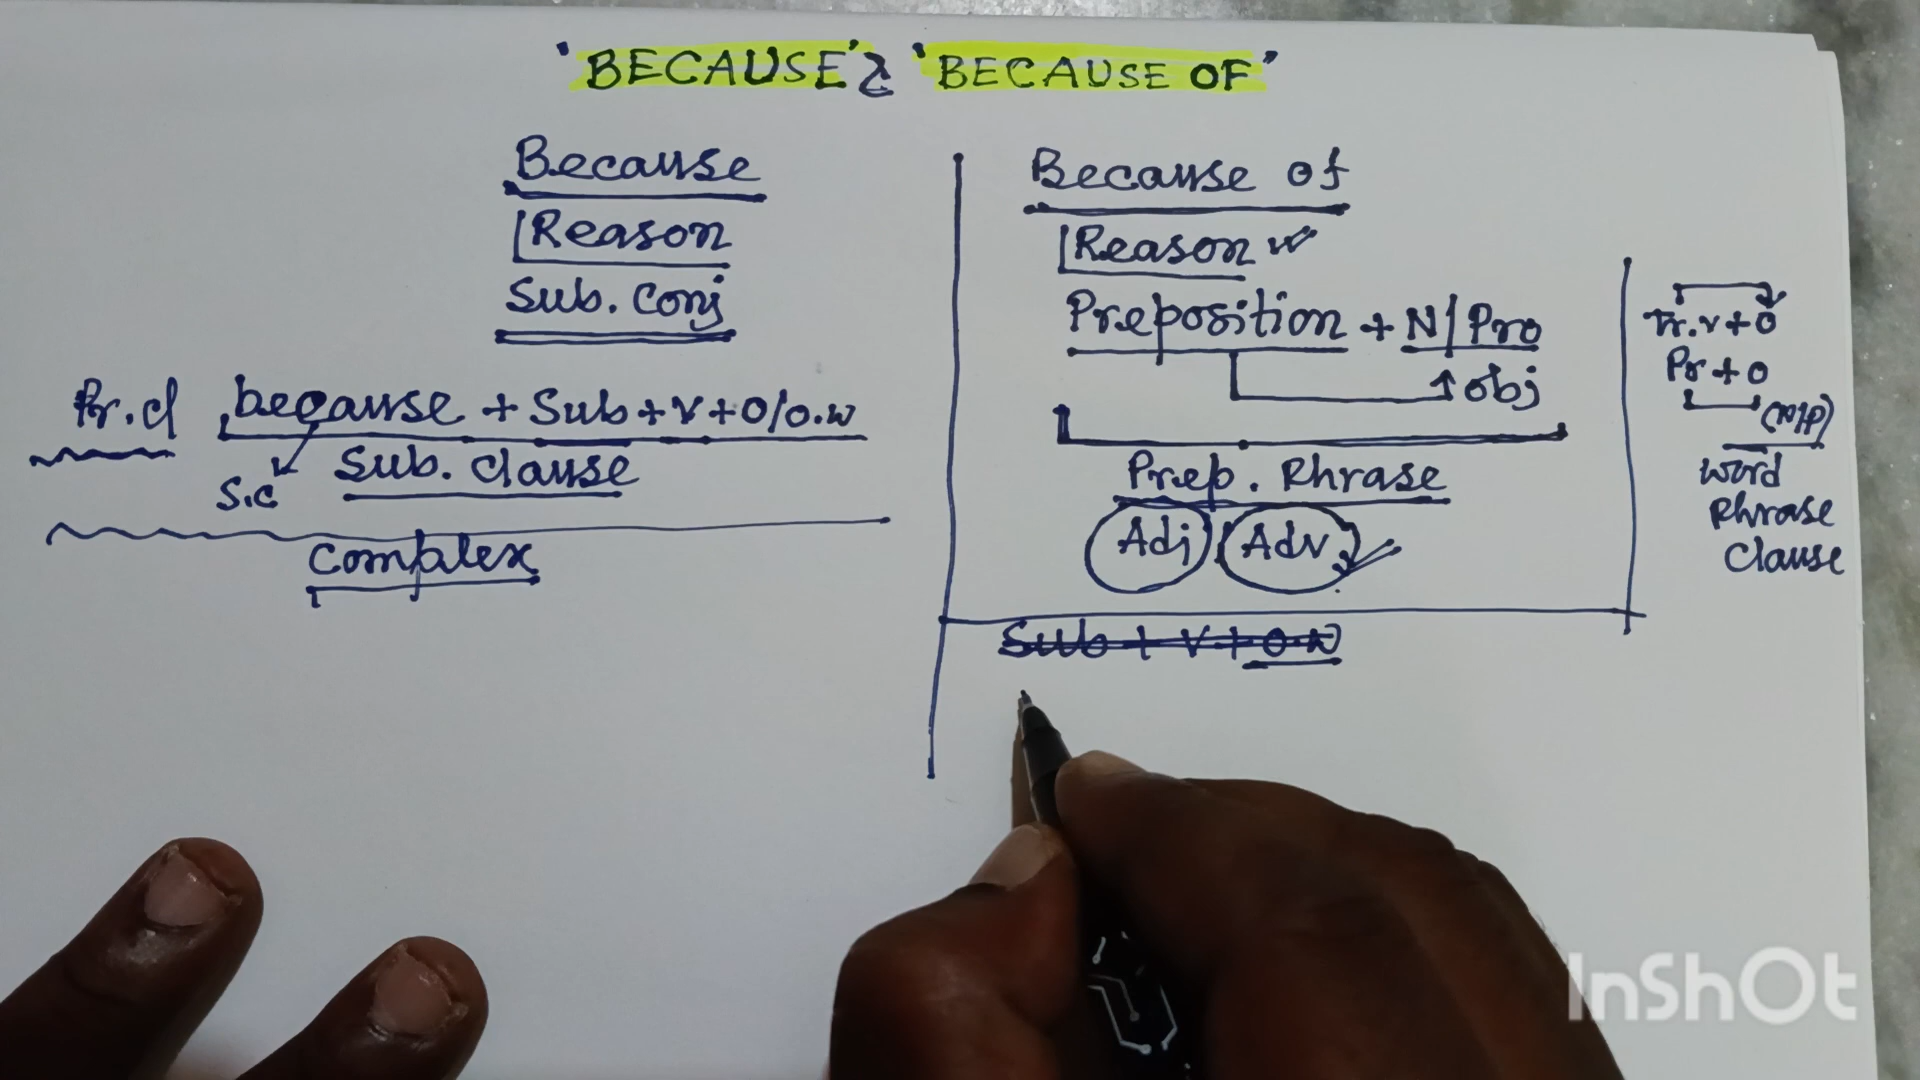 'BECAUSE' & 'BECAUSE OF'
Because
Reason
Sub. Conj
Pr.cl because + Sub + V + O/O.W
S.C Sub. Clause
Complex
Because of
Reason
Preposition + N/Pro
obj
Prep. Phrase
Adj Adv
Sub + V + O.W
Tr.V + O
Pr + O
(N/P)
Word
Phrase
Clause
InShOt